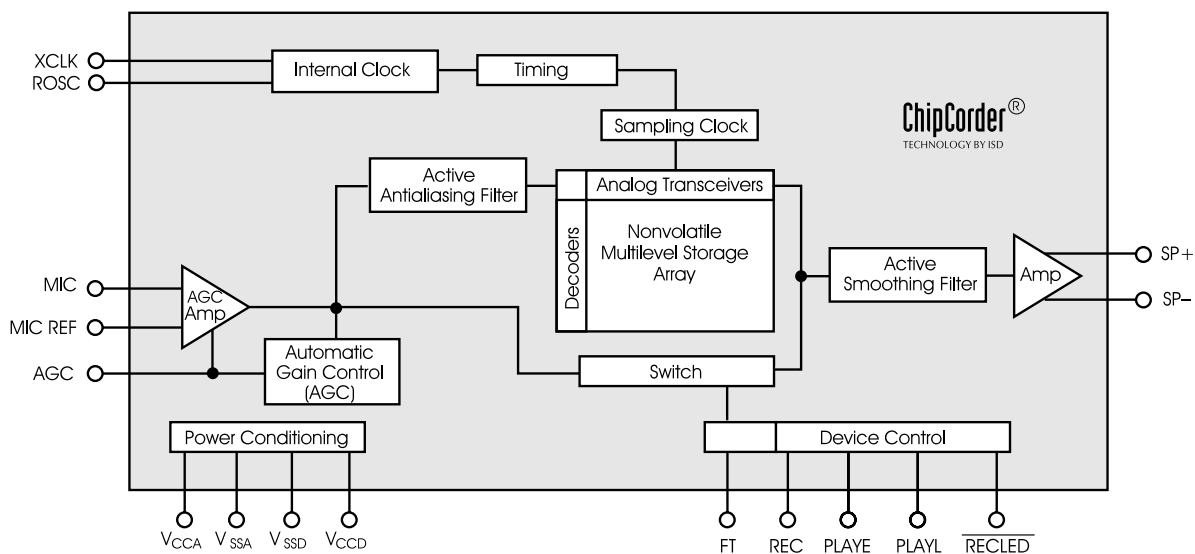 XCLK
ROSC
Internal Clock
Timing
Sampling Clock
ChipCorder®
TECHNOLOGY BY ISD
Active
Antialiasing Filter
Analog Transceivers
Decoders
Nonvolatile
Multilevel Storage
Array
Active
Smoothing Filter
Amp
SP+
SP–
MIC
MIC REF
AGC
AGC
Amp
Automatic
Gain Control
(AGC)
Switch
Power Conditioning
Device Control
VCCA
VSSA
VSSD
VCCD
FT
REC
PLAYE
PLAYL
RECLED